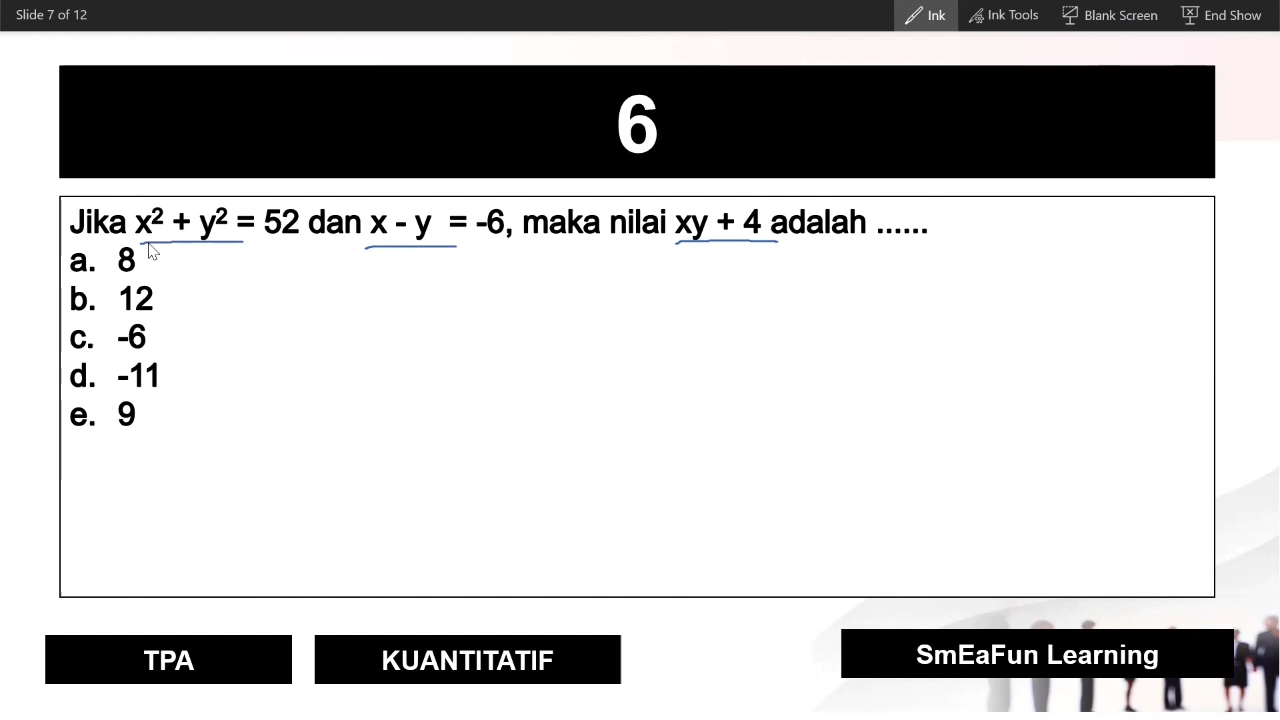 Slide 7 of 12
Ink
Ink Tools
Blank Screen
End Show
6
Jika x² + y² = 52 dan x - y = -6, maka nilai xy + 4 adalah ......
a. 8
b. 12
c. -6
d. -11
e. 9
TPA
KUANTITATIF
SmEaFun Learning